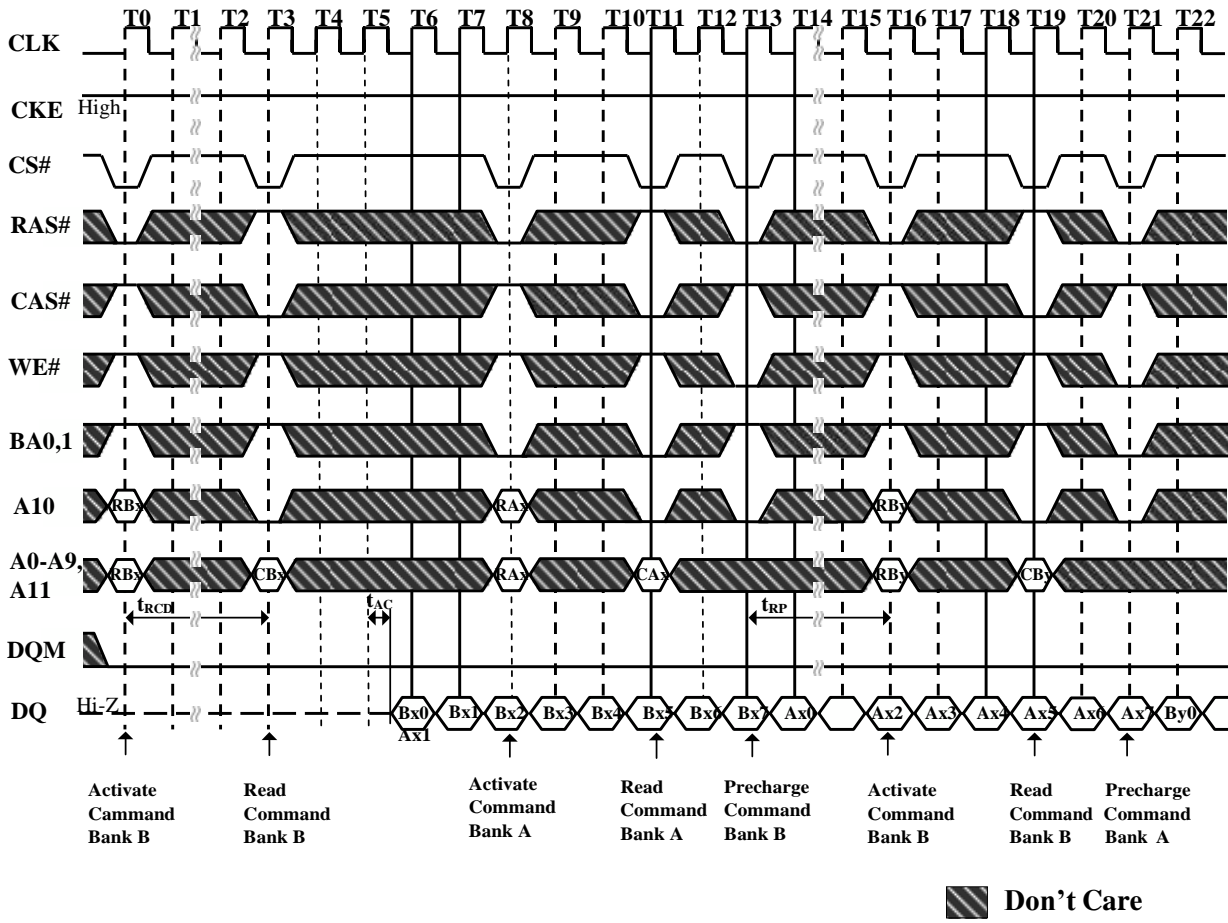 T0 T1 T2 T3 T4 T5 T6 T7 T8 T9 T10 T11 T12 T13 T14 T15 T16 T17 T18 T19 T20 T21 T22
CLK
CKE High
CS#
RAS#
CAS#
WE#
BA0,1
A10 RBx RAx RBy
A0-A9, A11 RBx CBx RAx CAx RBy CBy
tRCD tAC tRP
DQM
DQ Hi-Z Bx0 Bx1 Bx2 Bx3 Bx4 Bx5 Bx6 Bx7 Ax0 Ax2 Ax3 Ax4 Ax5 Ax6 Ax7 By0
Ax1
Activate
Cammand
Bank B
Read
Command
Bank B
Activate
Command
Bank A
Read
Command
Bank A
Precharge
Command
Bank B
Activate
Command
Bank B
Read
Command
Bank B
Precharge
Command
Bank A
Don't Care